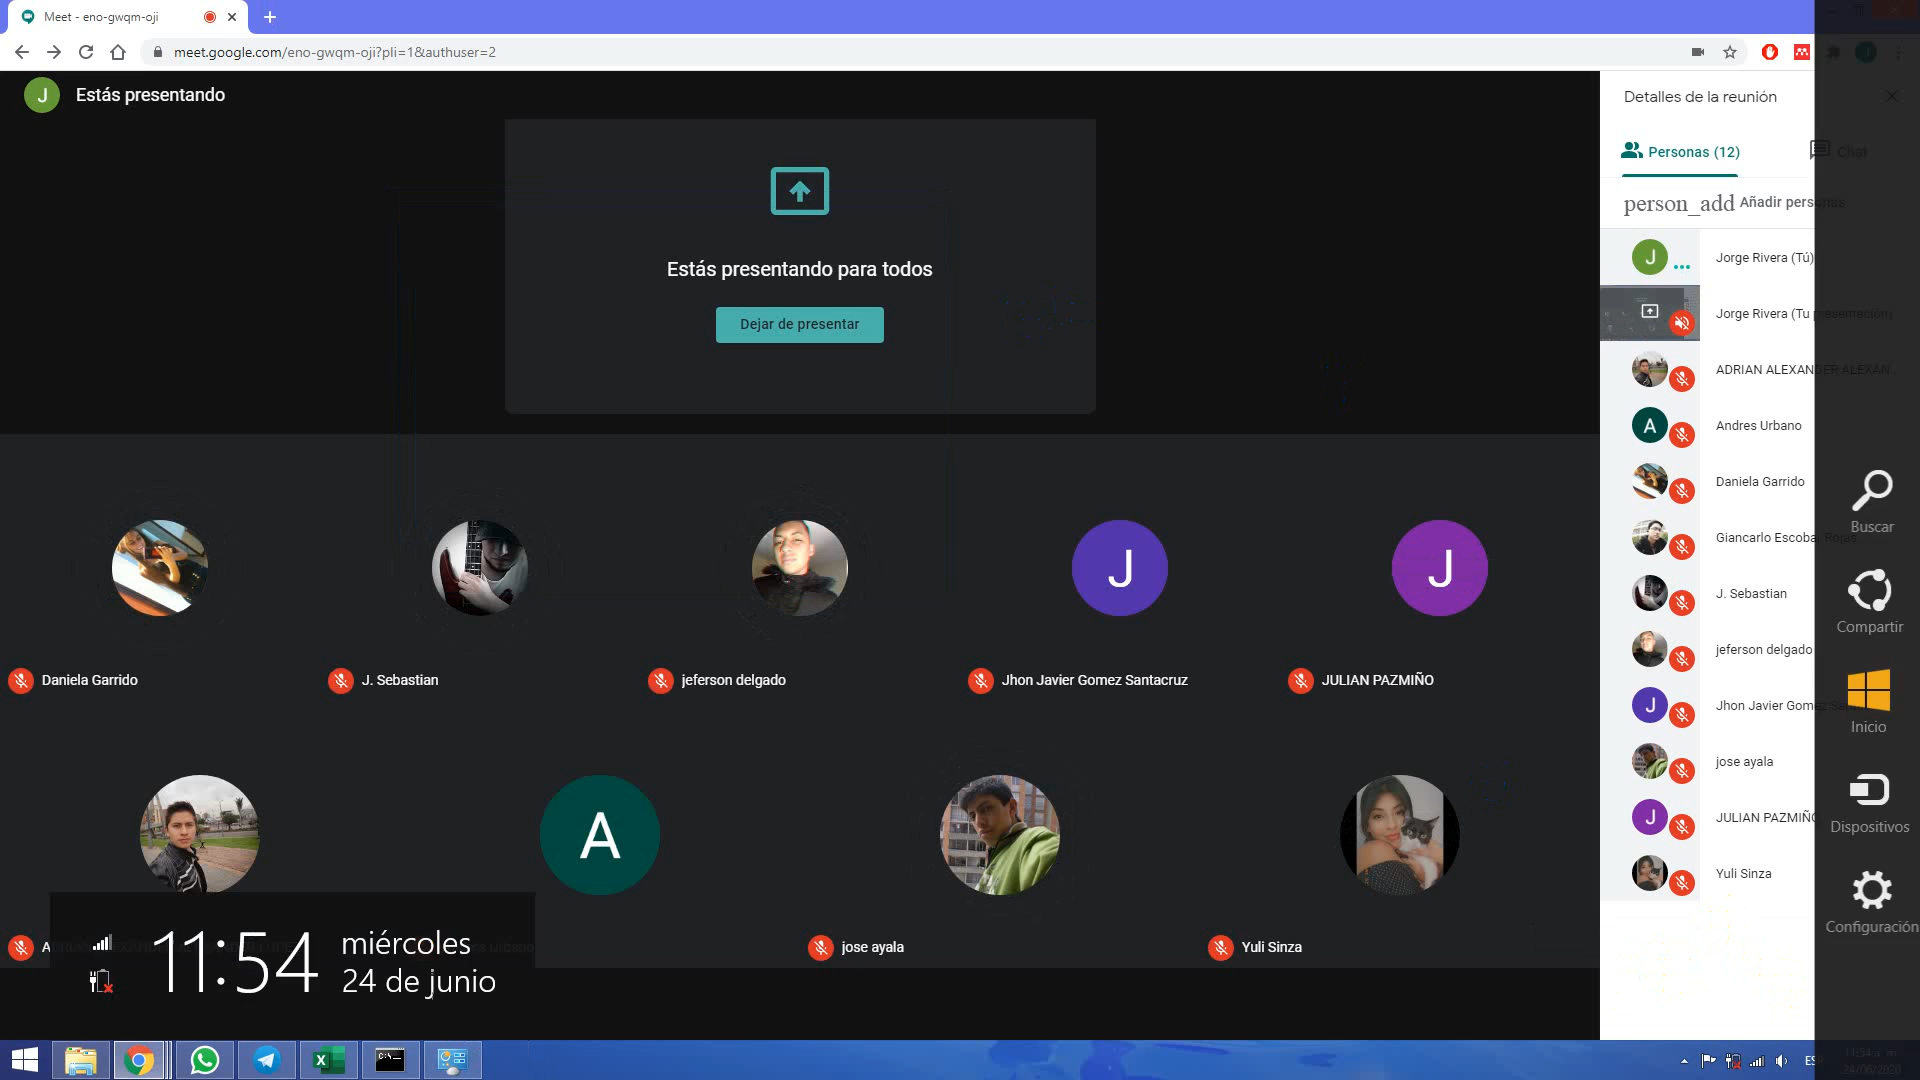 Meet - eno-gwqm-oji
meet.google.com/eno-gwqm-oji?pli=1&authuser=2
J Estás presentando
Estás presentando para todos
Dejar de presentar
Detalles de la reunión
Personas (12)
Chat
person_add Añadir personas
J Jorge Rivera (Tú)
Jorge Rivera (Tu presentación)
ADRIAN ALEXANDER ALEXAN...
A Andres Urbano
Daniela Garrido
Giancarlo Escobar Rojas
J. Sebastian
jeferson delgado
J Jhon Javier Gomez San
jose ayala
J JULIAN PAZMIÑO
Yuli Sinza
J
J
Daniela Garrido
J. Sebastian
jeferson delgado
Jhon Javier Gomez Santacruz
JULIAN PAZMIÑO
A
jose ayala
Yuli Sinza
11:54
miércoles
24 de junio
Buscar
Compartir
Inicio
Dispositivos
Configuración
C:\
ES
24/06/2020